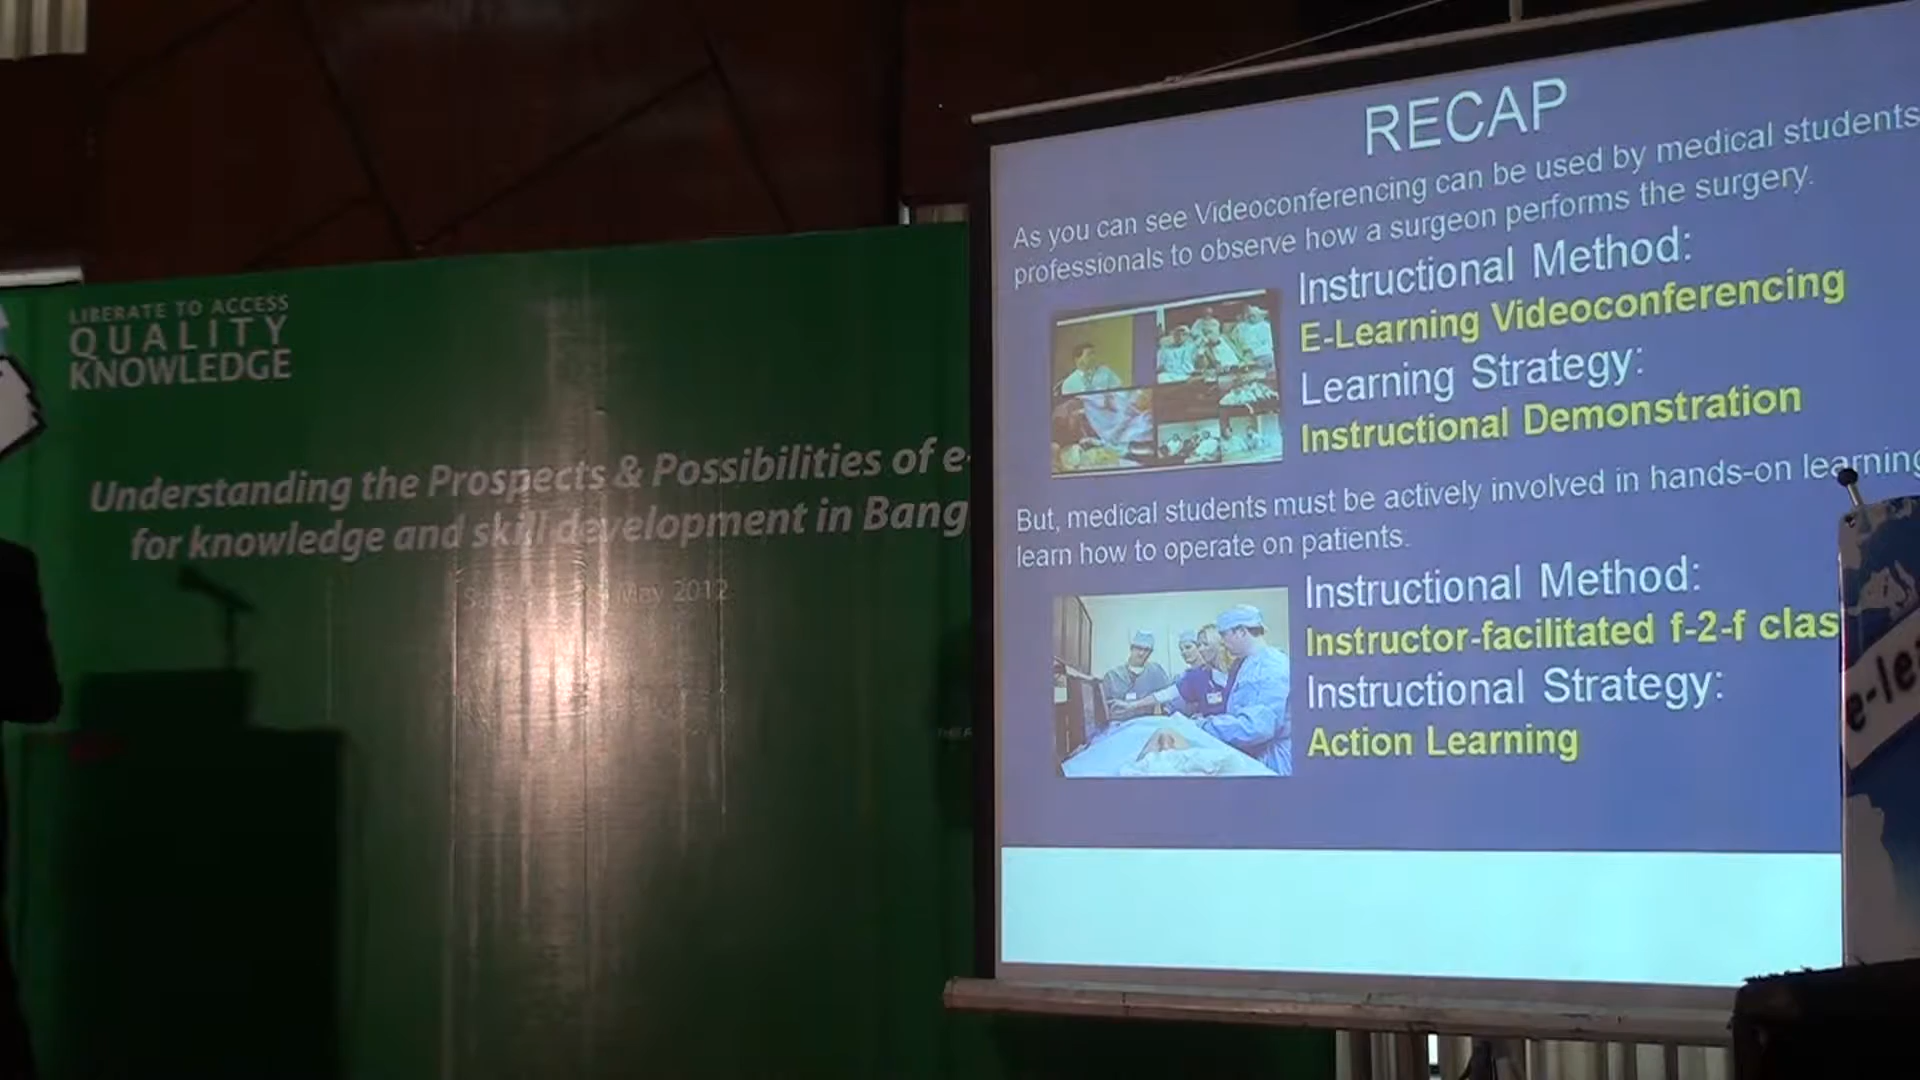 LIBERATE TO ACCESS
QUALITY
KNOWLEDGE
Understanding the Prospects & Possibilities of e-
for knowledge and skill development in Bang
May 2012
RECAP
As you can see Videoconferencing can be used by medical students
professionals to observe how a surgeon performs the surgery.
Instructional Method:
E-Learning Videoconferencing
Learning Strategy:
Instructional Demonstration
But, medical students must be actively involved in hands-on learning
learn how to operate on patients.
Instructional Method:
Instructor-facilitated f-2-f clas
Instructional Strategy:
Action Learning
e-lea